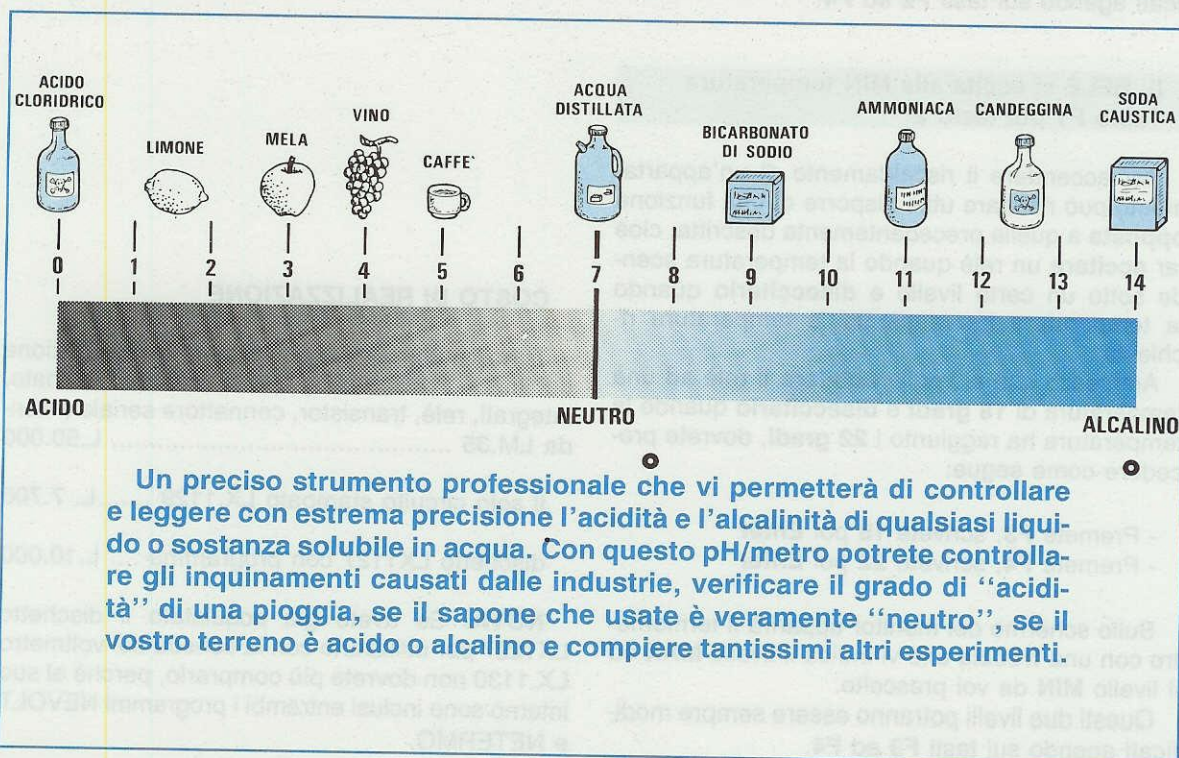 ACIDO
CLORIDRICO
LIMONE
MELA
VINO
CAFFE`
ACQUA
DISTILLATA
BICARBONATO
DI SODIO
AMMONIACA
CANDEGGINA
SODA
CAUSTICA
0 1 2 3 4 5 6 7 8 9 10 11 12 13 14
ACIDO
NEUTRO
ALCALINO
Un preciso strumento professionale che vi permetterà di controllare
e leggere con estrema precisione l'acidità e l'alcalinità di qualsiasi liqui-
do o sostanza solubile in acqua. Con questo pH/metro potrete controlla-
re gli inquinamenti causati dalle industrie, verificare il grado di ''acidi-
tà'' di una pioggia, se il sapone che usate è veramente ''neutro'', se il
vostro terreno è acido o alcalino e compiere tantissimi altri esperimenti.